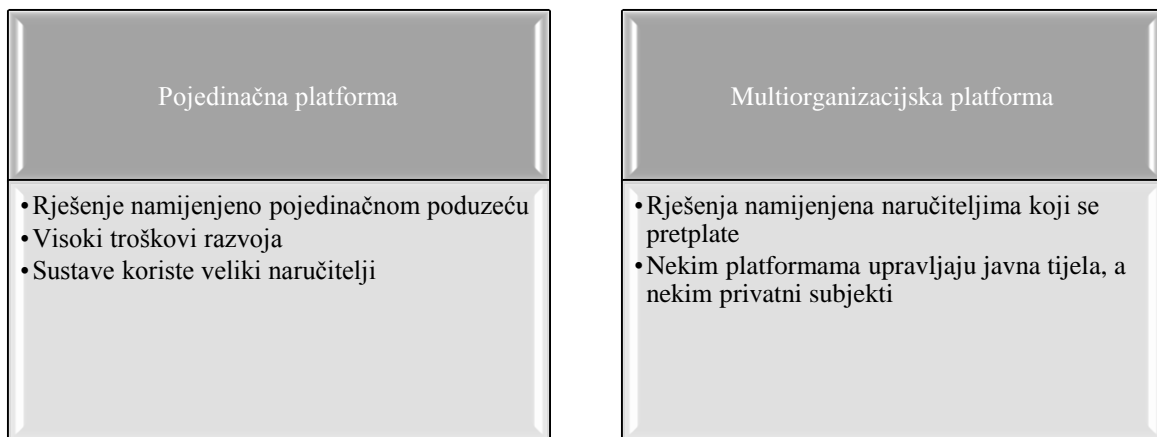 Pojedinačna platforma
•Rješenje namijenjeno pojedinačnom poduzeću
•Visoki troškovi razvoja
•Sustave koriste veliki naručitelji
Multiorganizacijska platforma
•Rješenja namijenjena naručiteljima koji se
pretplate
•Nekim platformama upravljaju javna tijela, a
nekim privatni subjekti